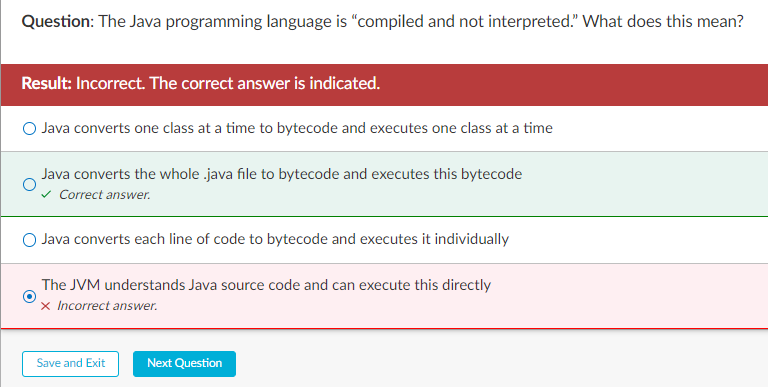 Question: The Java programming language is “compiled and not interpreted.” What does this mean?
Result: Incorrect. The correct answer is indicated.
Java converts one class at a time to bytecode and executes one class at a time
Java converts the whole .java file to bytecode and executes this bytecode
✓ Correct answer.
Java converts each line of code to bytecode and executes it individually
The JVM understands Java source code and can execute this directly
× Incorrect answer.
Save and Exit Next Question